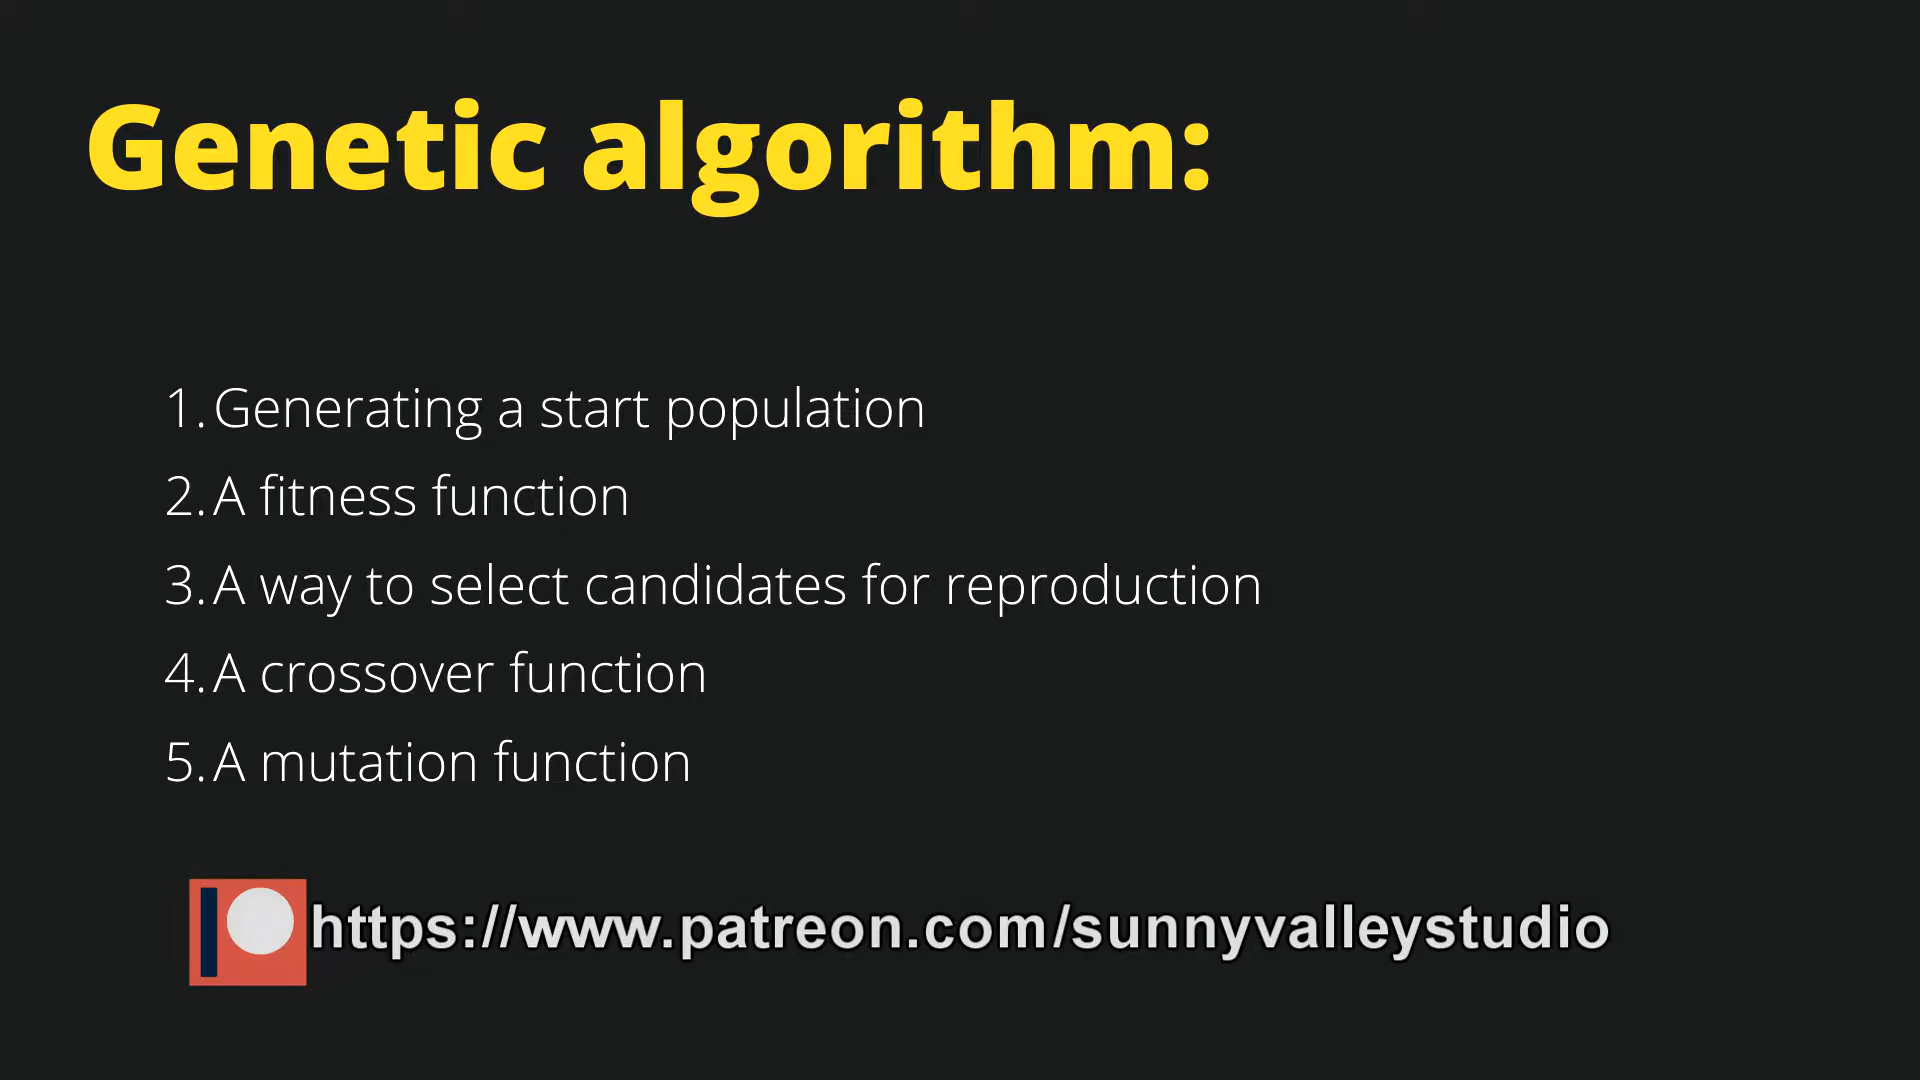 Genetic algorithm:
1. Generating a start population
2. A fitness function
3. A way to select candidates for reproduction
4. A crossover function
5. A mutation function
https://www.patreon.com/sunnyvalleystudio